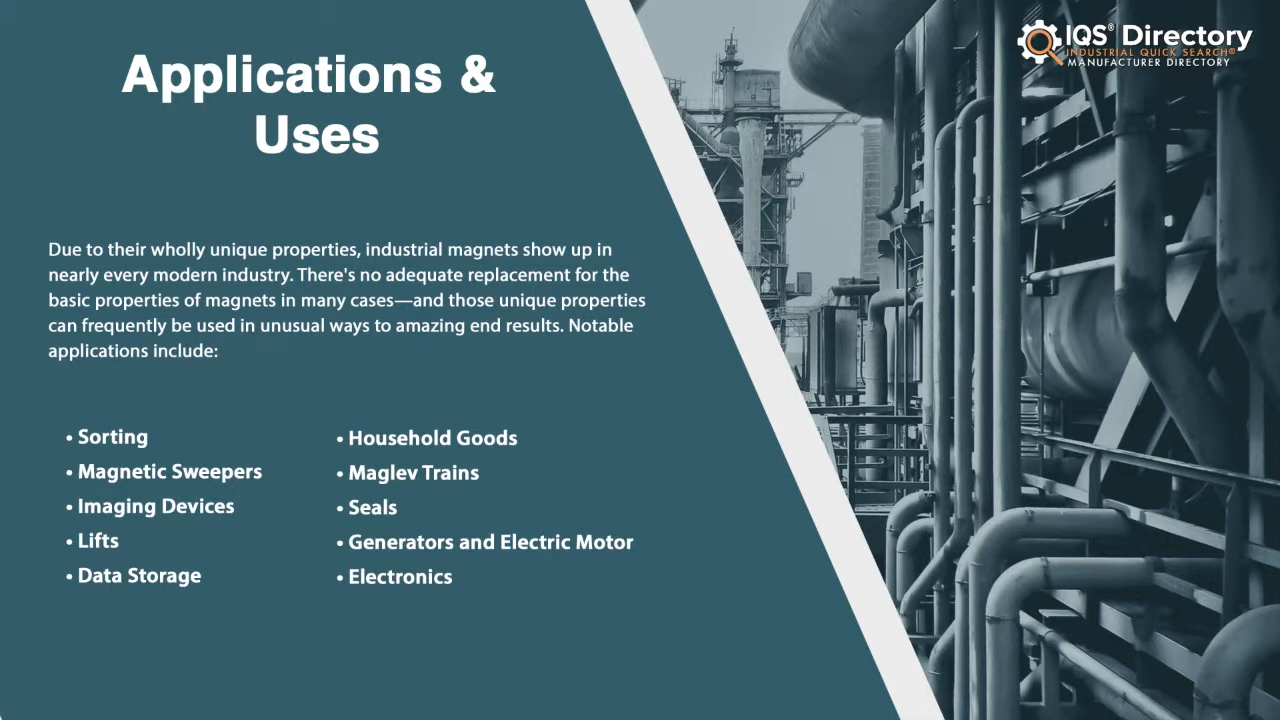 Applications &
Uses
IQS® Directory
INDUSTRIAL QUICK SEARCH®
MANUFACTURER DIRECTORY
Due to their wholly unique properties, industrial magnets show up in
nearly every modern industry. There's no adequate replacement for the
basic properties of magnets in many cases—and those unique properties
can frequently be used in unusual ways to amazing end results. Notable
applications include:
• Sorting
• Magnetic Sweepers
• Imaging Devices
• Lifts
• Data Storage
• Household Goods
• Maglev Trains
• Seals
• Generators and Electric Motor
• Electronics